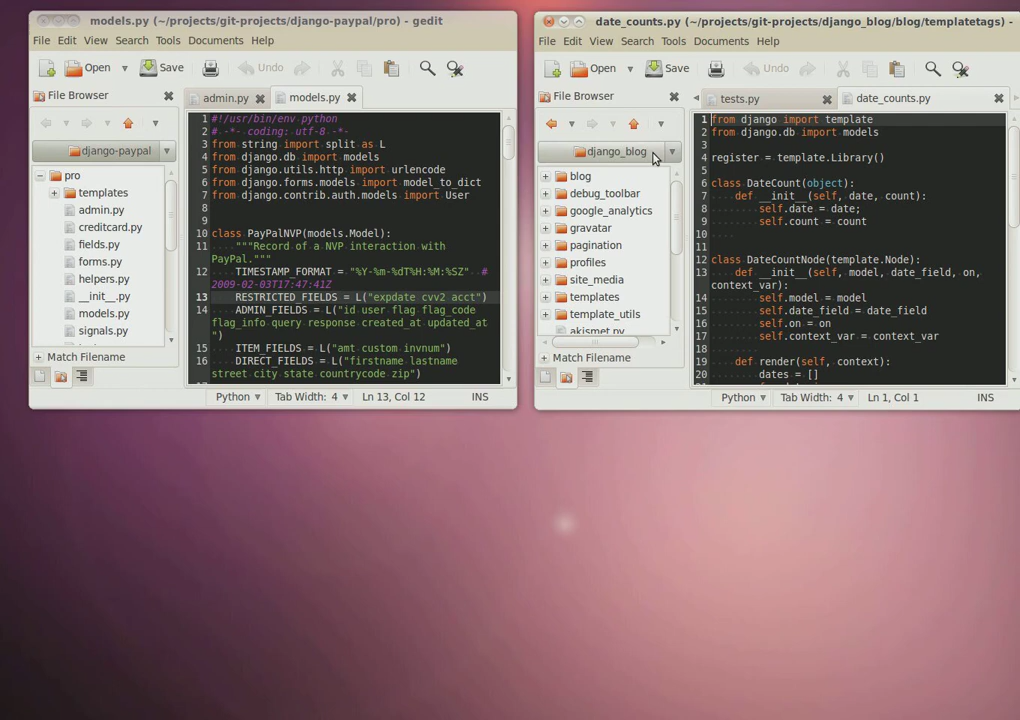 models.py (~/projects/git-projects/django-paypal/pro) - gedit
File Edit View Search Tools Documents Help
Open Save Undo
File Browser
admin.py models.py
django-paypal
pro
templates
admin.py
creditcard.py
fields.py
forms.py
helpers.py
__init__.py
models.py
signals.py
Match Filename
1 #!/usr/bin/env python
2 # -*- coding: utf-8 -*-
3 from string import split as L
4 from django.db import models
5 from django.utils.http import urlencode
6 from django.forms.models import model_to_dict
7 from django.contrib.auth.models import User
8
9
10 class PayPalNVP(models.Model):
11 """Record of a NVP interaction with
PayPal."""
12 TIMESTAMP_FORMAT = "%Y-%m-%dT%H:%M:%SZ" #
2009-02-03T17:47:41Z
13 RESTRICTED_FIELDS = L("expdate cvv2 acct")
14 ADMIN_FIELDS = L("id user flag flag_code
flag_info query response created_at updated_at
")
15 ITEM_FIELDS = L("amt custom invnum")
16 DIRECT_FIELDS = L("firstname lastname
street city state countrycode zip")
Python Tab Width: 4 Ln 13, Col 12 INS
date_counts.py (~/projects/git-projects/django_blog/blog/templatetags) -
File Edit View Search Tools Documents Help
Open Save Undo
File Browser
tests.py date_counts.py
django_blog
blog
debug_toolbar
google_analytics
gravatar
pagination
profiles
site_media
templates
template_utils
akismet.py
Match Filename
1 from django import template
2 from django.db import models
3
4 register = template.Library()
5
6 class DateCount(object):
7 def __init__(self, date, count):
8 self.date = date;
9 self.count = count
10
11
12 class DateCountNode(template.Node):
13 def __init__(self, model, date_field, on,
context_var):
14 self.model = model
15 self.date_field = date_field
16 self.on = on
17 self.context_var = context_var
18
19 def render(self, context):
20 dates = []
Python Tab Width: 4 Ln 1, Col 1 INS